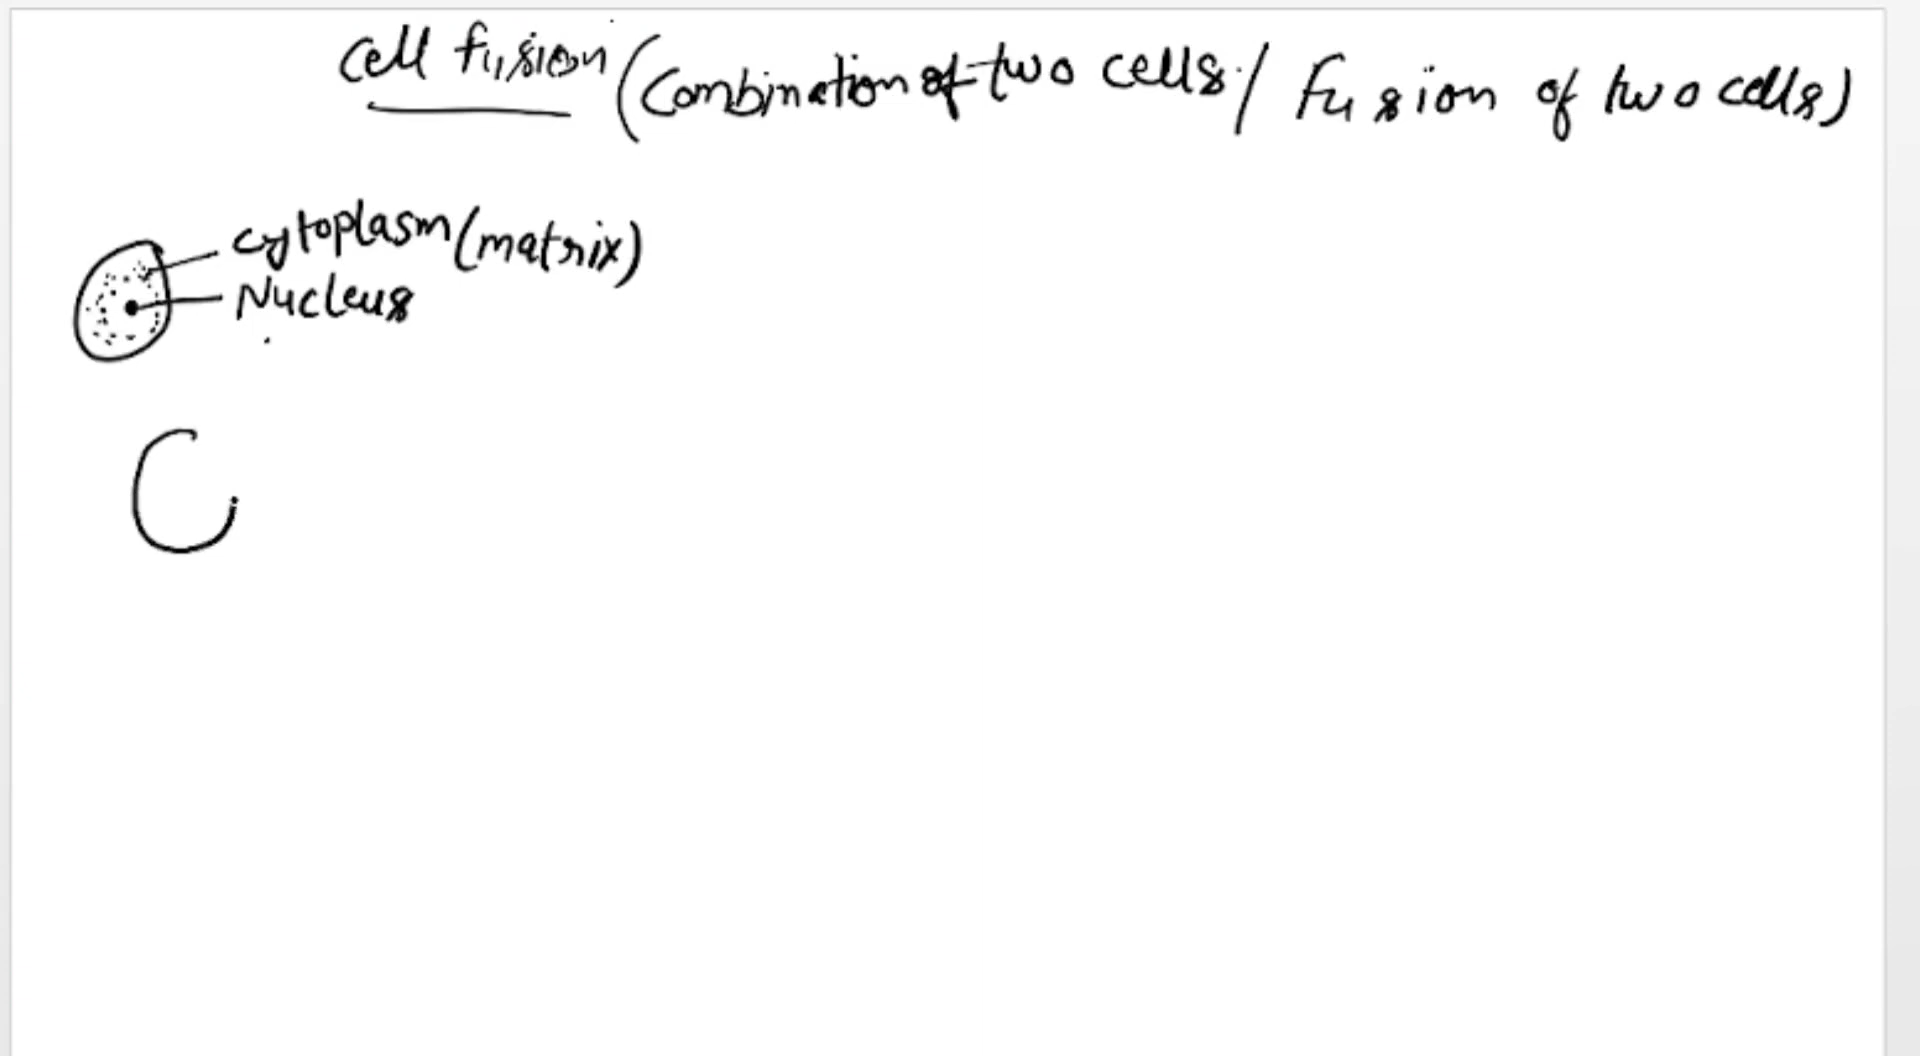 Cell fusion (Combination of two cells / Fusion of two cells)
Cytoplasm (matrix)
Nucleus